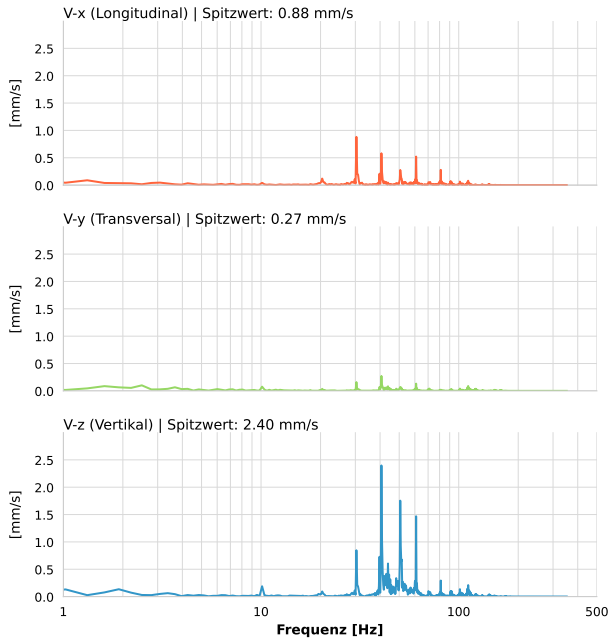 V-x (Longitudinal) | Spitzwert: 0.88 mm/s
[mm/s]
2.5
2.0
1.5
1.0
0.5
0.0
V-y (Transversal) | Spitzwert: 0.27 mm/s
[mm/s]
2.5
2.0
1.5
1.0
0.5
0.0
V-z (Vertikal) | Spitzwert: 2.40 mm/s
[mm/s]
2.5
2.0
1.5
1.0
0.5
0.0
1 10 100 500
Frequenz [Hz]